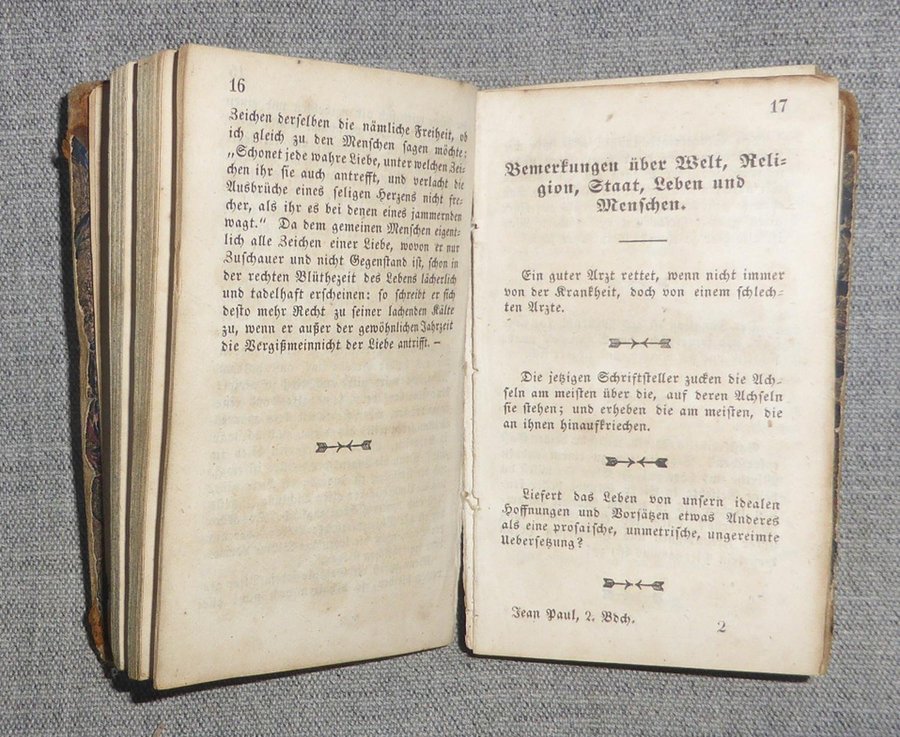 16
Zeichen derselben die nämliche Freiheit, ob
ich gleich zu den Menschen sagen möchte:
„Schonet jede wahre Liebe, unter welchen Zei-
chen ihr sie auch antrefft, und verlacht die
Ausbrüche eines seligen Herzens nicht fre-
cher, als ihr es bei denen eines jammernden
wagt.“ Da dem gemeinen Menschen eigent-
lich alle Zeichen einer Liebe, wovon er nur
Zuschauer und nicht Gegenstand ist, schon in
der rechten Blüthezeit des Lebens lächerlich
und tadelhaft erscheinen: so schreibt er sich
desto mehr Recht zu seiner lachenden Kälte
zu, wenn er außer der gewöhnlichen Jahrzeit
die Vergißmeinnicht der Liebe antrifft. –
17
Bemerkungen über Welt, Reli-
gion, Staat, Leben und
Menschen.
Ein guter Arzt rettet, wenn nicht immer
von der Krankheit, doch von einem schlech-
ten Arzte.
Die jetzigen Schriftsteller zucken die Ach-
seln am meisten über die, auf deren Achseln
sie stehen; und erheben die am meisten, die
an ihnen hinaufkriechen.
Liefert das Leben von unsern idealen
Hoffnungen und Vorsätzen etwas Anderes
als eine prosaische, unmetrische, ungereimte
Uebersetzung?
Jean Paul, 2. Bdch.
2